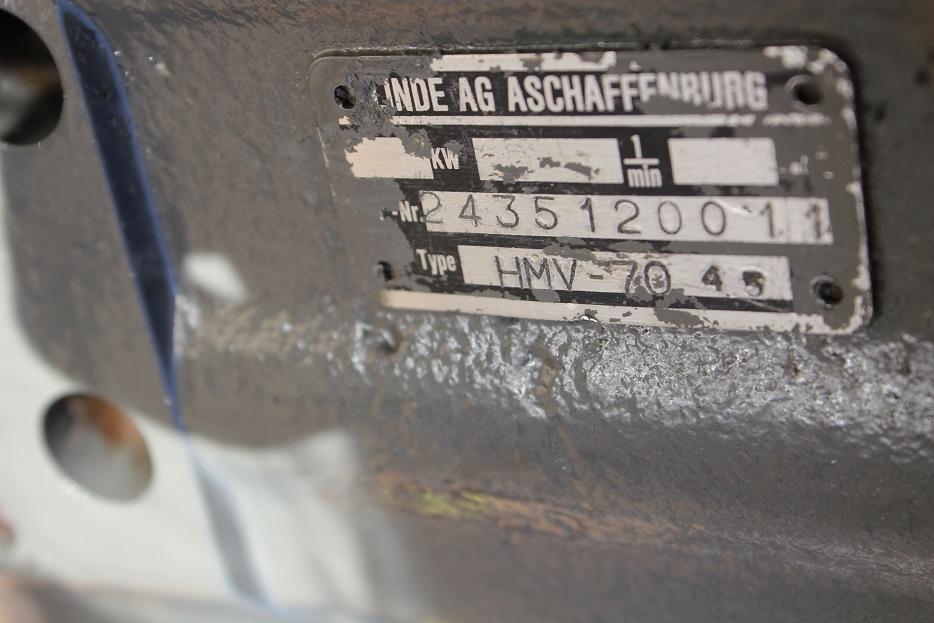 INDE AG ASCHAFFENBURG
KW 1/min
-Nr. 2435120011
Type HMV-70